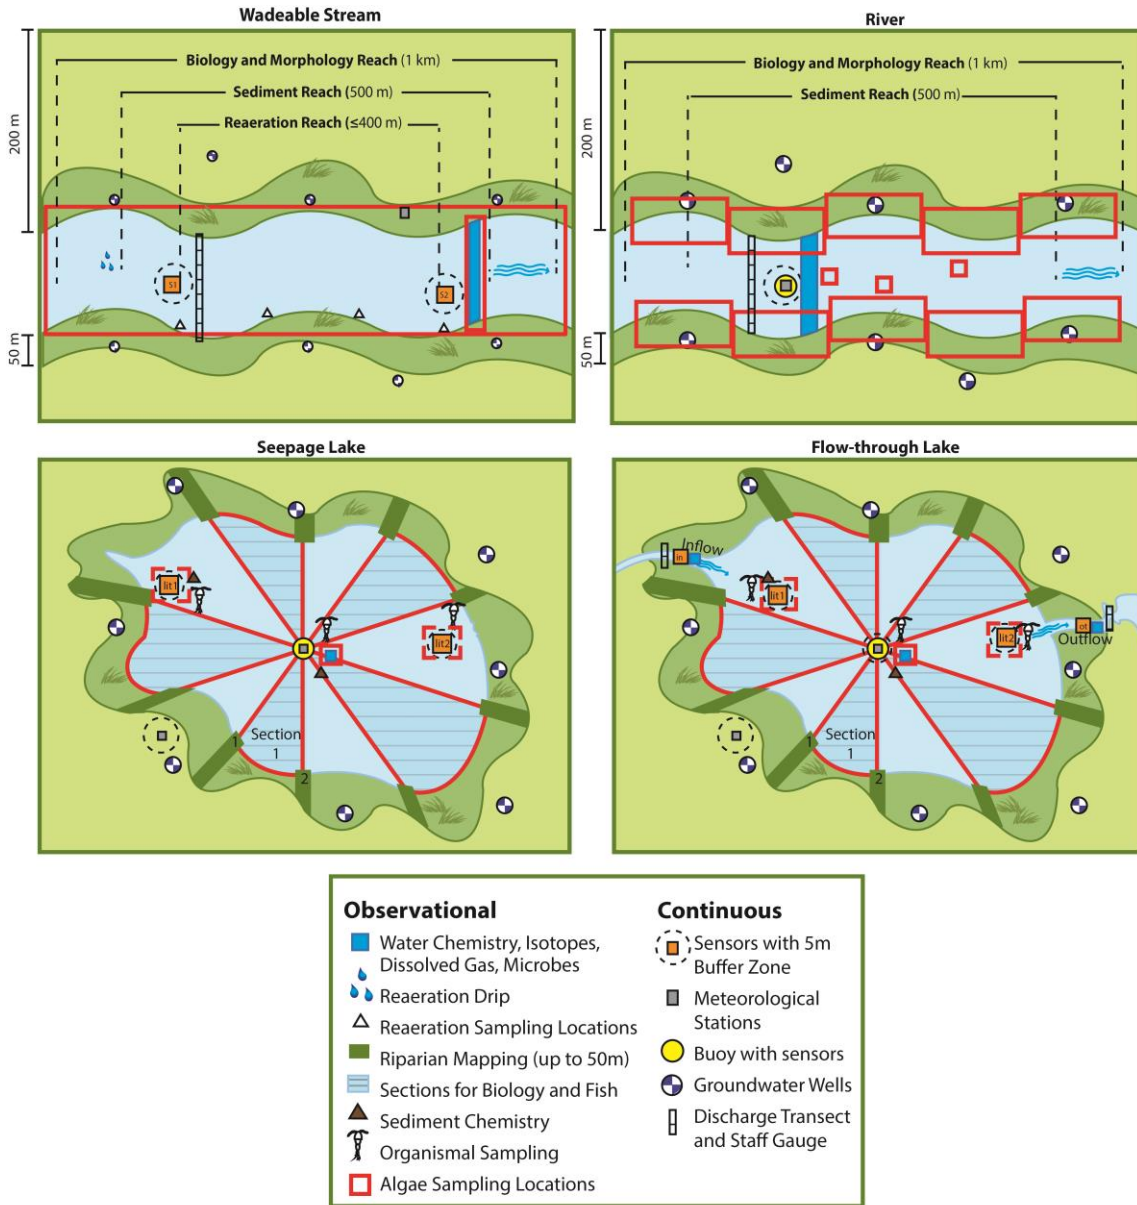 Wadeable Stream
Biology and Morphology Reach (1 km)
Sediment Reach (500 m)
Reaeration Reach (≤400 m)
200 m
50 m
S1
S2
River
Biology and Morphology Reach (1 km)
Sediment Reach (500 m)
200 m
50 m
Seepage Lake
lit1
lit2
1
Section
1
2
Flow-through Lake
in
Inflow
lit1
lit2
ot
Outflow
1
Section
1
2
Observational
Water Chemistry, Isotopes,
Dissolved Gas, Microbes
Reaeration Drip
Reaeration Sampling Locations
Riparian Mapping (up to 50m)
Sections for Biology and Fish
Sediment Chemistry
Organismal Sampling
Algae Sampling Locations
Continuous
Sensors with 5m
Buffer Zone
Meteorological
Stations
Buoy with sensors
Groundwater Wells
Discharge Transect
and Staff Gauge